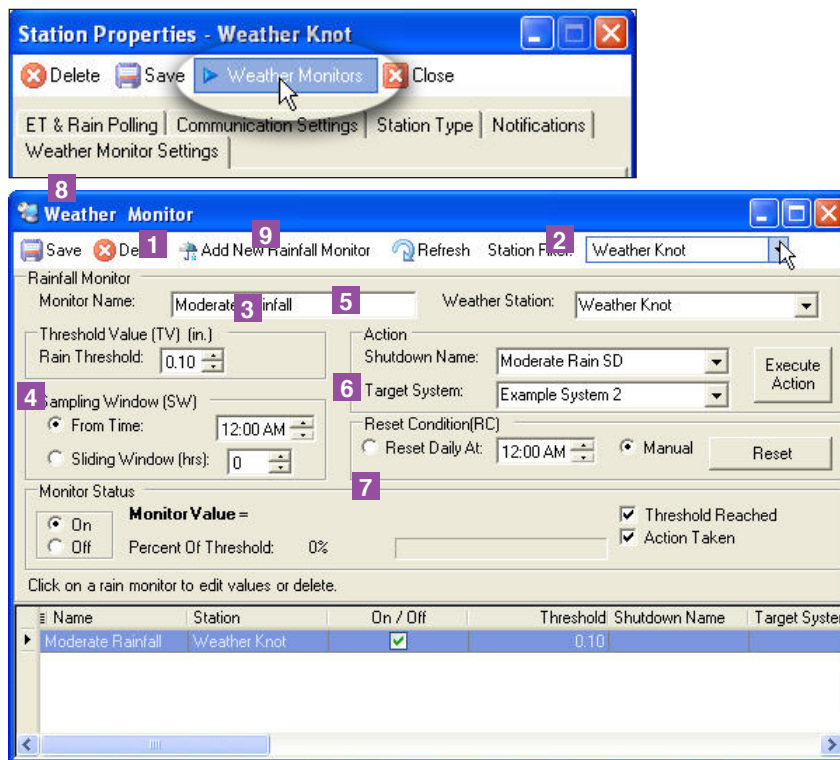 Station Properties - Weather Knot
Delete Save Weather Monitors Close
ET & Rain Polling Communication Settings Station Type Notifications
Weather Monitor Settings
8
Weather Monitor
1 9 2
Save Add New Rainfall Monitor Refresh Station Weather Knot
Rainfall Monitor
Monitor Name: Moderate 3 5 Weather Station: Weather Knot
Threshold Value (TV) (in.) Action
Rain Threshold: 0.10 Shutdown Name: Moderate Rain SD Execute Action
4 Sampling Window (SW) 6 Target System: Example System 2
From Time: 12:00 AM Reset Condition(RC)
Sliding Window (hrs): 0 Reset Daily At: 12:00 AM Manual Reset
7
Monitor Status
On Monitor Value = Threshold Reached
Off Percent Of Threshold: 0% Action Taken
Click on a rain monitor to edit values or delete.
Name Station On / Off Threshold Shutdown Name Target Syste
Moderate Rainfall Weather Knot 0.10